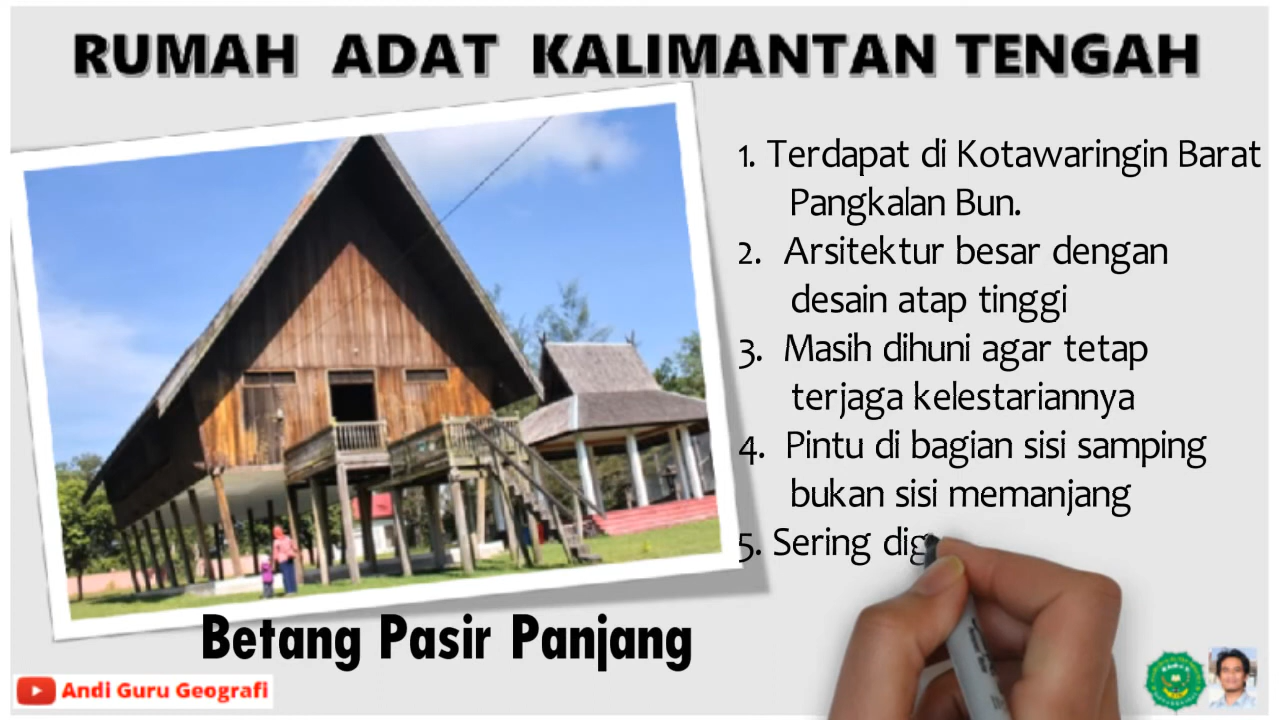 RUMAH ADAT KALIMANTAN TENGAH
1. Terdapat di Kotawaringin Barat
Pangkalan Bun.
2. Arsitektur besar dengan
desain atap tinggi
3. Masih dihuni agar tetap
terjaga kelestariannya
4. Pintu di bagian sisi samping
bukan sisi memanjang
5. Sering dig
Betang Pasir Panjang
Andi Guru Geografi